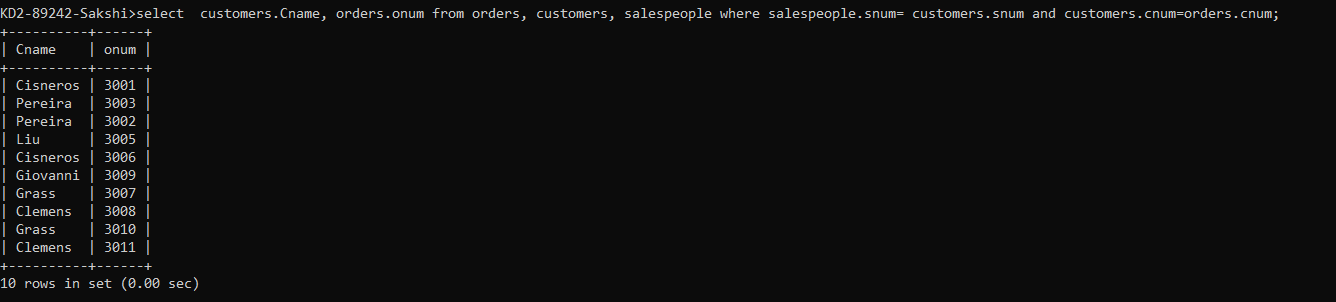 KD2-89242-Sakshi>select  customers.Cname, orders.onum from orders, customers, salespeople where salespeople.snum= customers.snum and customers.cnum=orders.cnum;
+----------+------+
| Cname    | onum |
+----------+------+
| Cisneros | 3001 |
| Pereira  | 3003 |
| Pereira  | 3002 |
| Liu      | 3005 |
| Cisneros | 3006 |
| Giovanni | 3009 |
| Grass    | 3007 |
| Clemens  | 3008 |
| Grass    | 3010 |
| Clemens  | 3011 |
+----------+------+
10 rows in set (0.00 sec)